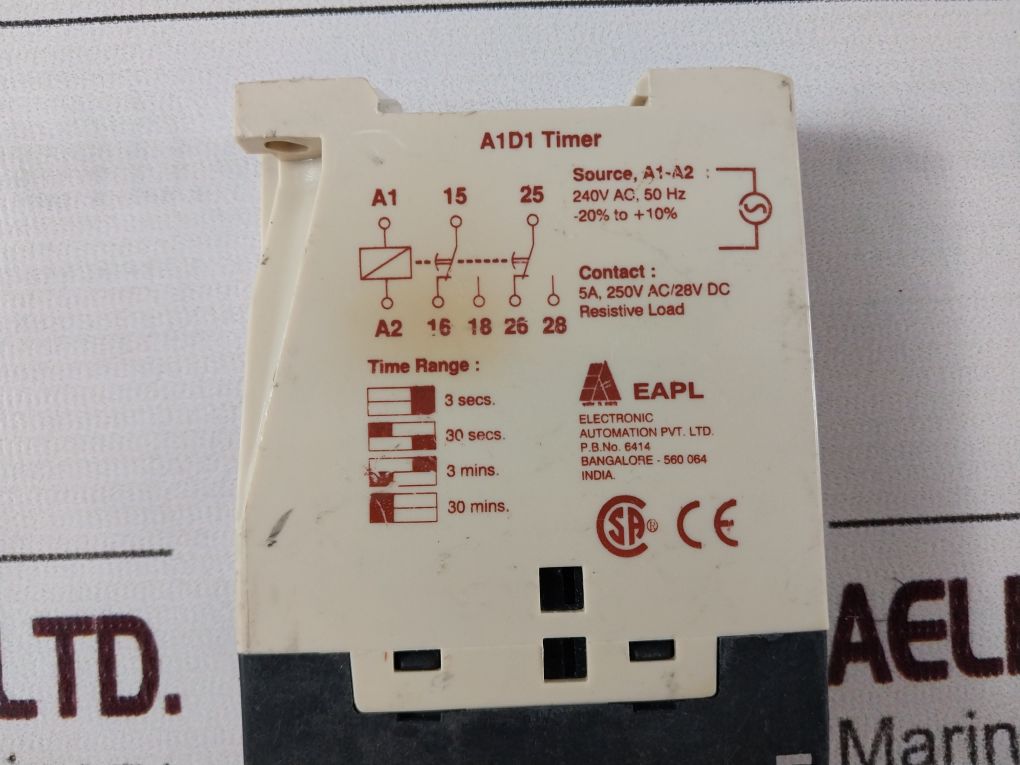 A1D1 Timer
A1 15 25
A2 16 18 26 28
Source, A1-A2 :
240V AC, 50 Hz
-20% to +10%
Contact :
5A, 250V AC/28V DC
Resistive Load
Time Range :
3 secs.
30 secs.
3 mins.
30 mins.
EAPL
ELECTRONIC
AUTOMATION PVT. LTD.
P.B.No. 6414
BANGALORE - 560 064
INDIA.
SA® CE
LTD.
AELI
Marin